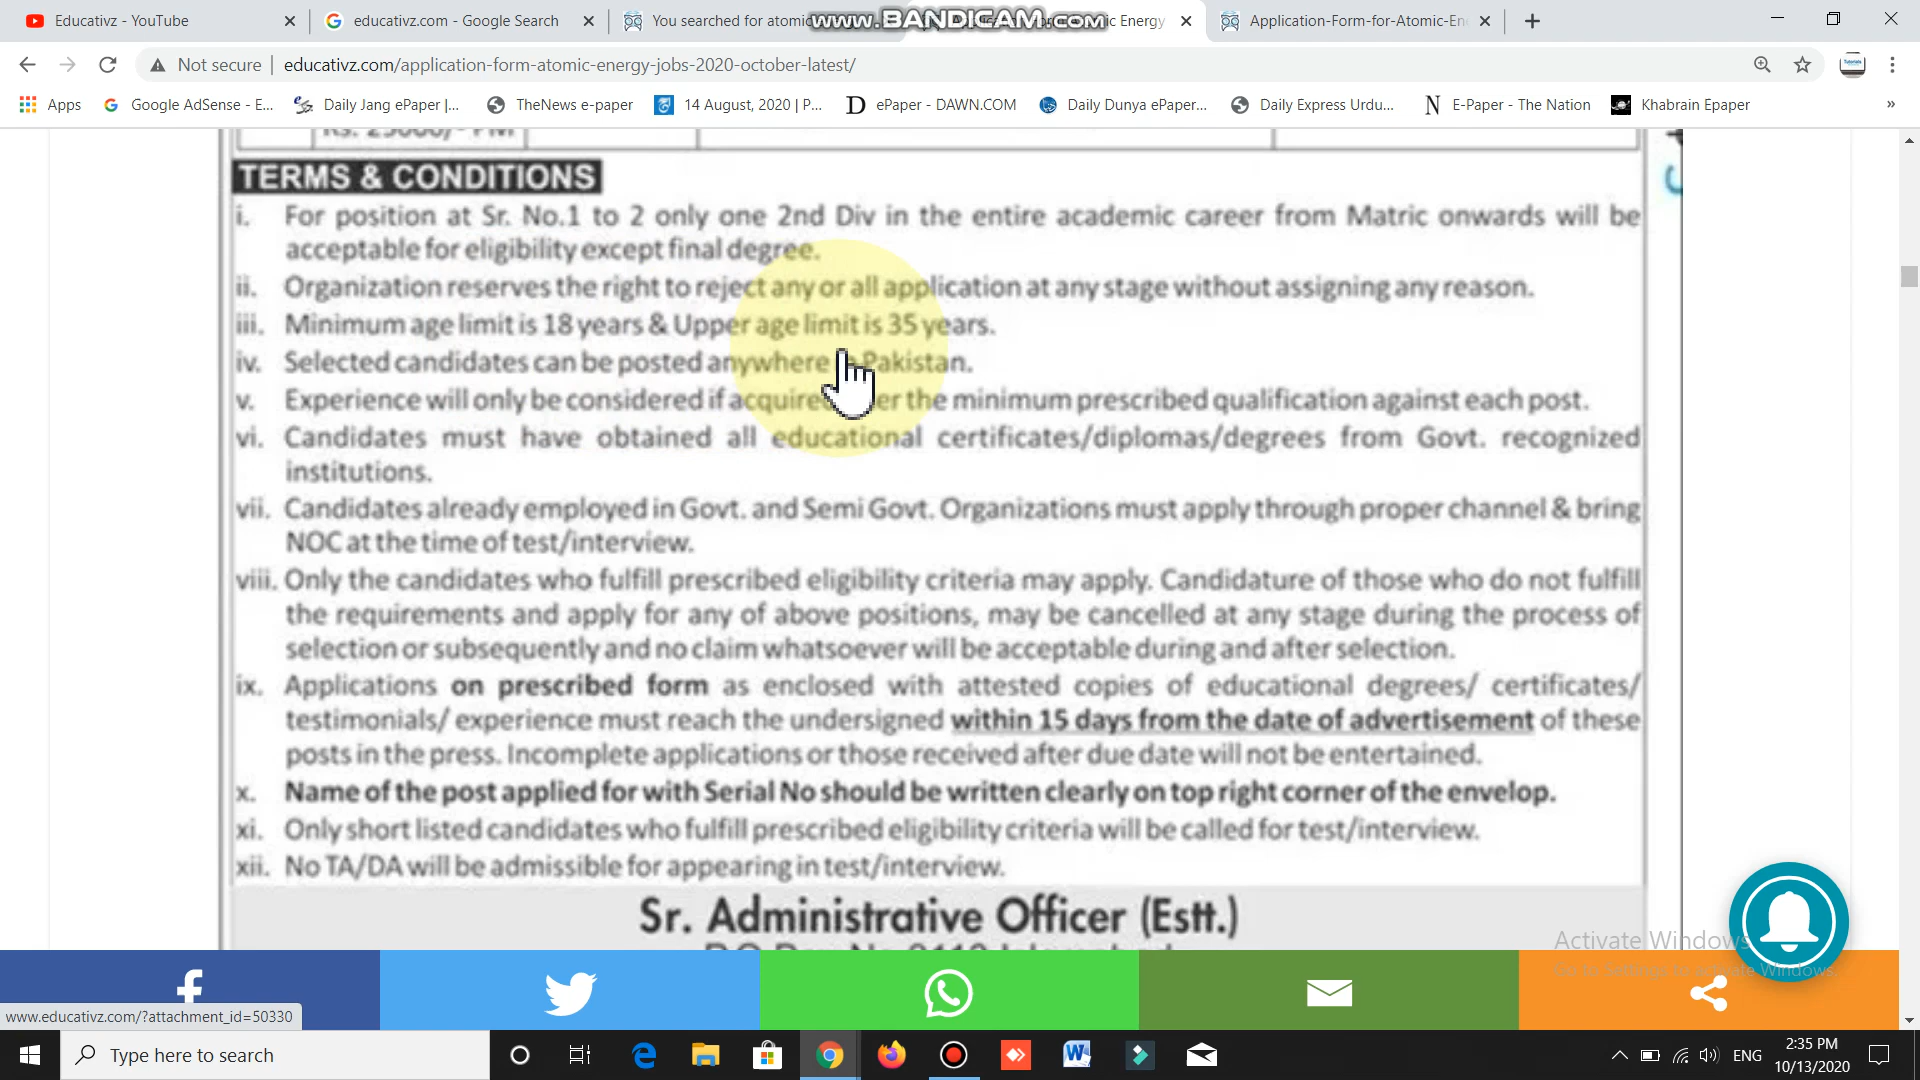 Educativz - YouTube
educativz.com - Google Search
You searched for atomic
www.BANDICAM.com
Atomic Energy
Application-Form-for-Atomic-En
Not secure
educativz.com/application-form-atomic-energy-jobs-2020-october-latest/
Apps
Google AdSense - E...
Daily Jang ePaper |...
TheNews e-paper
14 August, 2020 | P...
ePaper - DAWN.COM
Daily Dunya ePaper...
Daily Express Urdu...
E-Paper - The Nation
Khabrain Epaper
»
Rs. 25000/- PM
TERMS & CONDITIONS
i. For position at Sr. No.1 to 2 only one 2nd Div in the entire academic career from Matric onwards will be
acceptable for eligibility except final degree.
ii. Organization reserves the right to reject any or all application at any stage without assigning any reason.
iii. Minimum age limit is 18 years & Upper age limit is 35 years.
iv. Selected candidates can be posted anywhere Pakistan.
v. Experience will only be considered if the minimum prescribed qualification against each post.
vi. Candidates must have obtained all educational certificates/diplomas/degrees from Govt. recognized
institutions.
vii. Candidates already employed in Govt. and Semi Govt. Organizations must apply through proper channel & bring
NOC at the time of test/interview.
viii. Only the candidates who fulfill prescribed eligibility criteria may apply. Candidature of those who do not fulfill
the requirements and apply for any of above positions, may be cancelled at any stage during the process of
selection or subsequently and no claim whatsoever will be acceptable during and after selection.
ix. Applications on prescribed form as enclosed with attested copies of educational degrees/ certificates/
testimonials/ experience must reach the undersigned within 15 days from the date of advertisement of these
posts in the press. Incomplete applications or those received after due date will not be entertained.
x. Name of the post applied for with Serial No should be written clearly on top right corner of the envelop.
xi. Only short listed candidates who fulfill prescribed eligibility criteria will be called for test/interview.
xii. No TA/DA will be admissible for appearing in test/interview.
Sr. Administrative Officer (Estt.)
Activate Windows
Go to Settings to activate Windows.
www.educativz.com/?attachment_id=50330
Type here to search
ENG
2:35 PM
10/13/2020